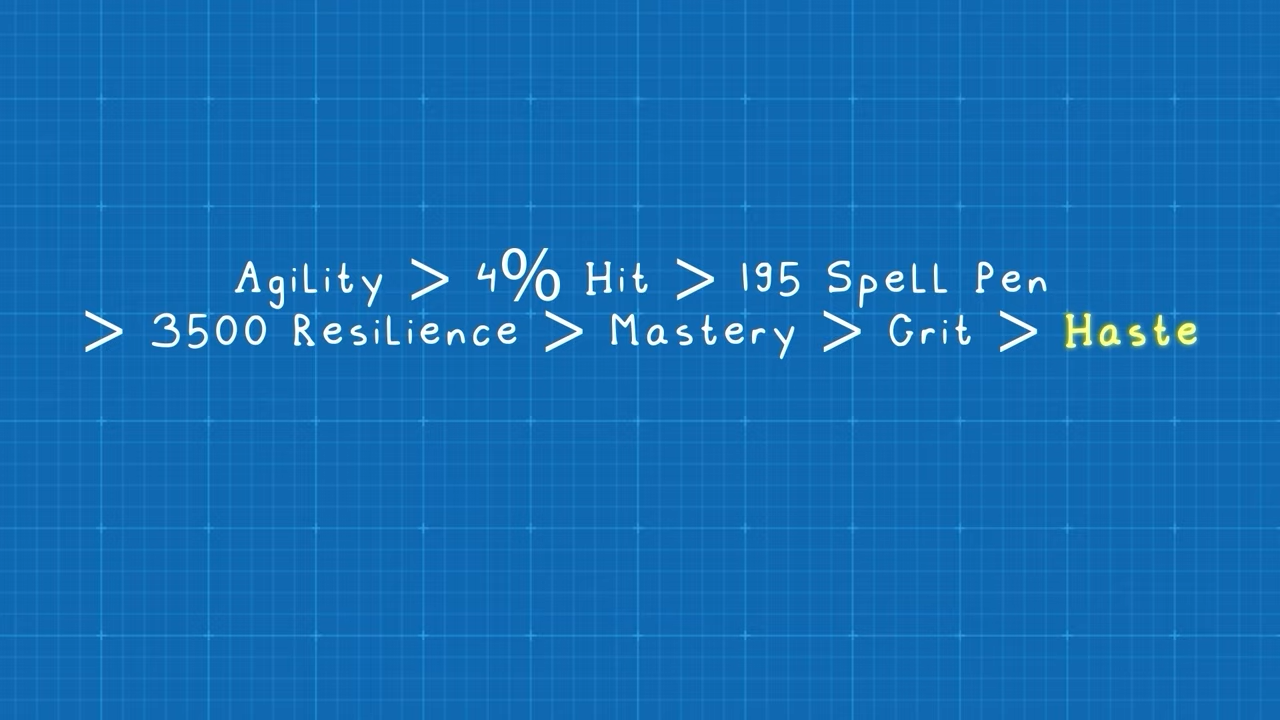 Agility > 4% Hit > 195 Spell Pen
> 3500 Resilience > Mastery > Crit > Haste